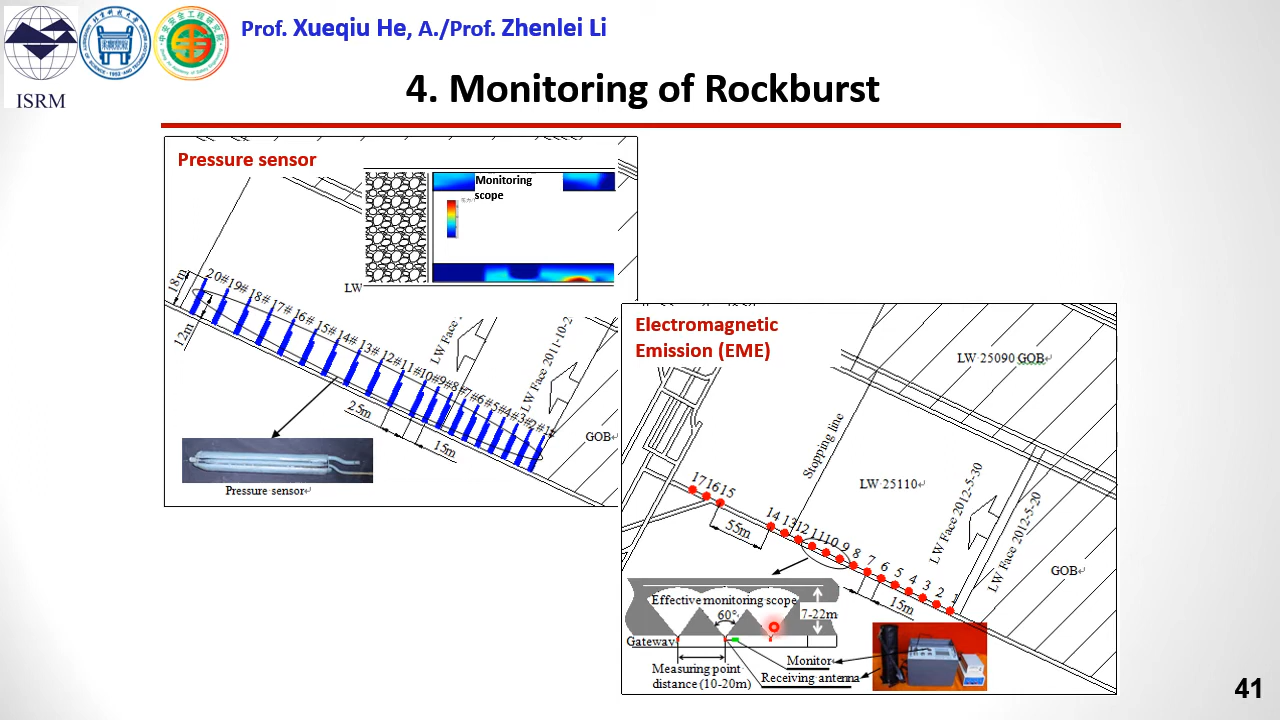 Prof. Xueqiu He, A./Prof. Zhenlei Li
ISRM
4. Monitoring of Rockburst
Pressure sensor
Monitoring
scope
LW
18m
12m
20# 19# 18# 17# 16# 15# 14# 13# 12# 11# 10# 9# 8# 7# 6# 5# 4# 3# 2# 1#
LW Face
LW Face 2011-10-2
25m
15m
GOB
Pressure sensor
Electromagnetic
Emission (EME)
LW 25090 GOB
Stopping line
LW 25110
LW Face 2012-5-30
LW Face 2012-5-20
GOB
17 16 15
14 13 12 11 10 9 8 7 6 5 4 3 2 1
55m
15m
Effective monitoring scope
60°
7-22m
Gateway
Measuring point
distance (10-20m)
Monitor
Receiving antenna
41